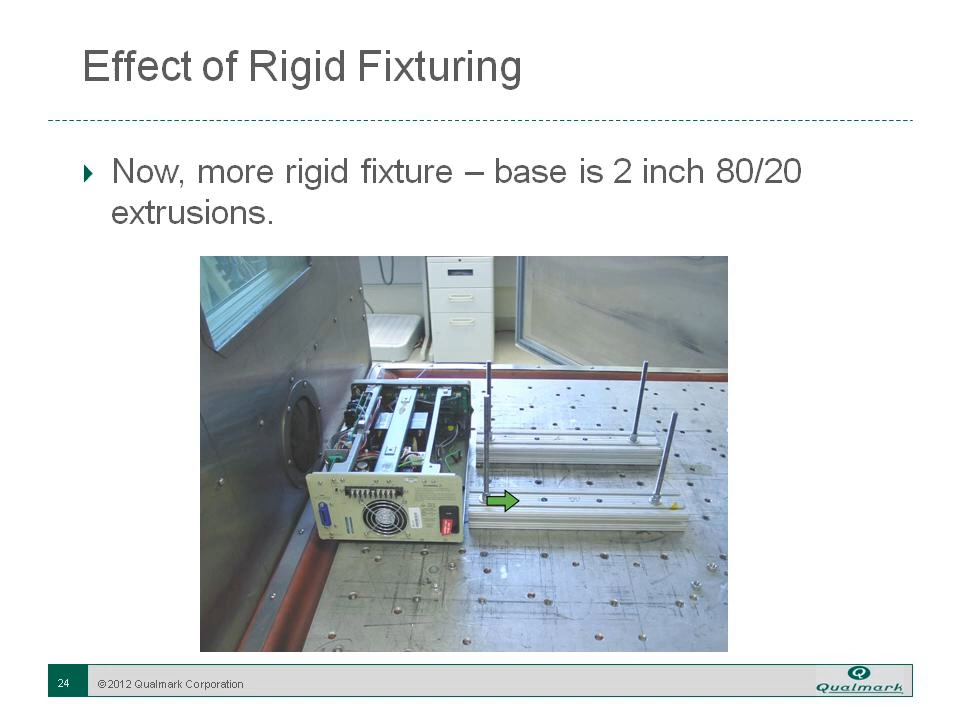 Effect of Rigid Fixturing
Now, more rigid fixture – base is 2 inch 80/20
extrusions.
24
©2012 Qualmark Corporation
Qualmark